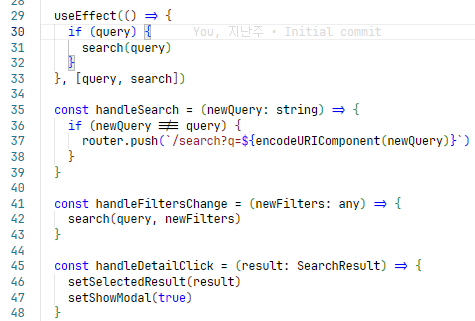 28
29 useEffect(() => {
30 if (query) { You, 지난주 • Initial commit
31 search(query)
32 }
33 }, [query, search])
34
35 const handleSearch = (newQuery: string) => {
36 if (newQuery !== query) {
37 router.push(`/search?q=${encodeURIComponent(newQuery)}`)
38 }
39 }
40
41 const handleFiltersChange = (newFilters: any) => {
42 search(query, newFilters)
43 }
44
45 const handleDetailClick = (result: SearchResult) => {
46 setSelectedResult(result)
47 setShowModal(true)
48 }